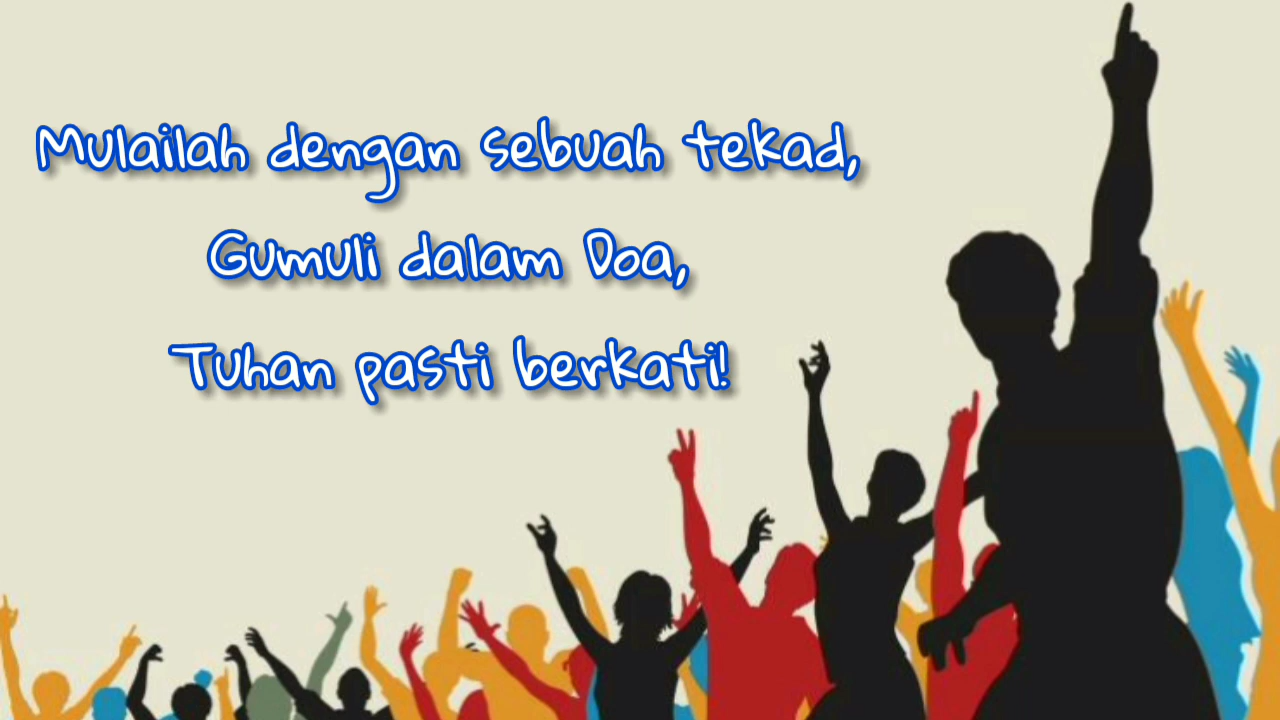 Mulailah dengan sebuah tekad,
Gumuli dalam Doa,
Tuhan pasti berkati!